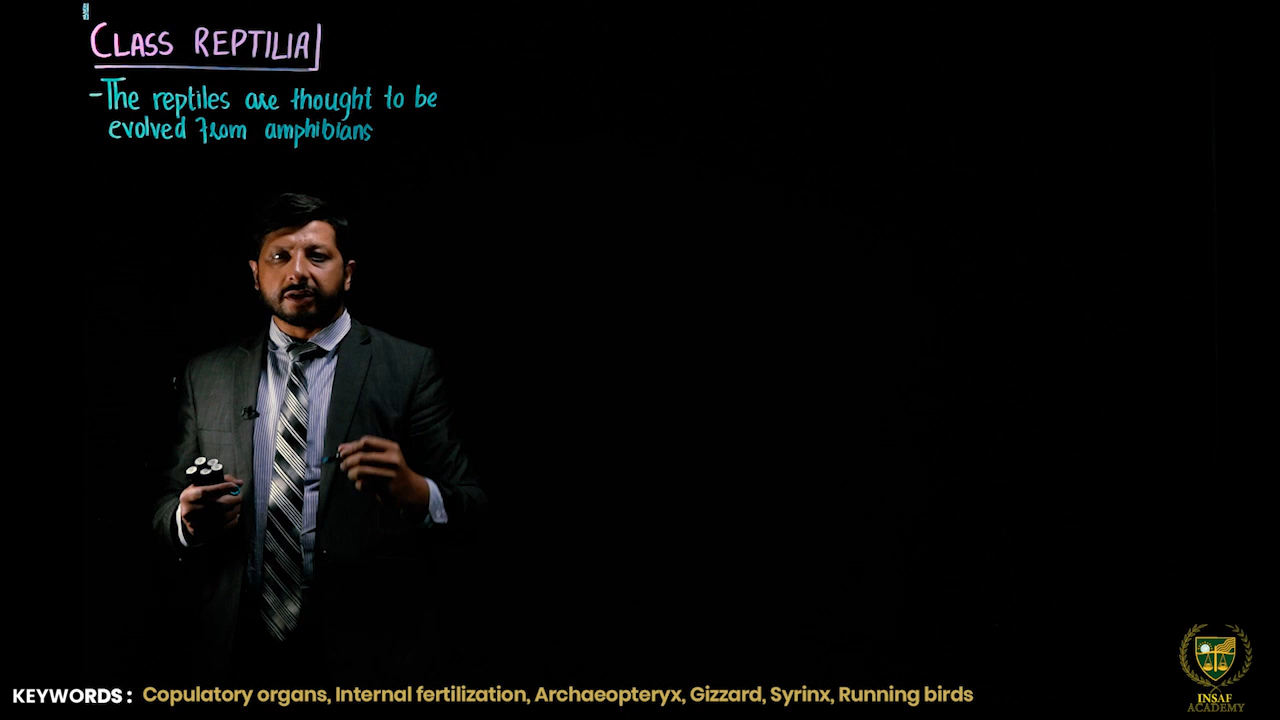 CLASS REPTILIA
-The reptiles are thought to be
evolved from amphibians
KEYWORDS: Copulatory organs, Internal fertilization, Archaeopteryx, Gizzard, Syrinx, Running birds
INSAF
ACADEMY